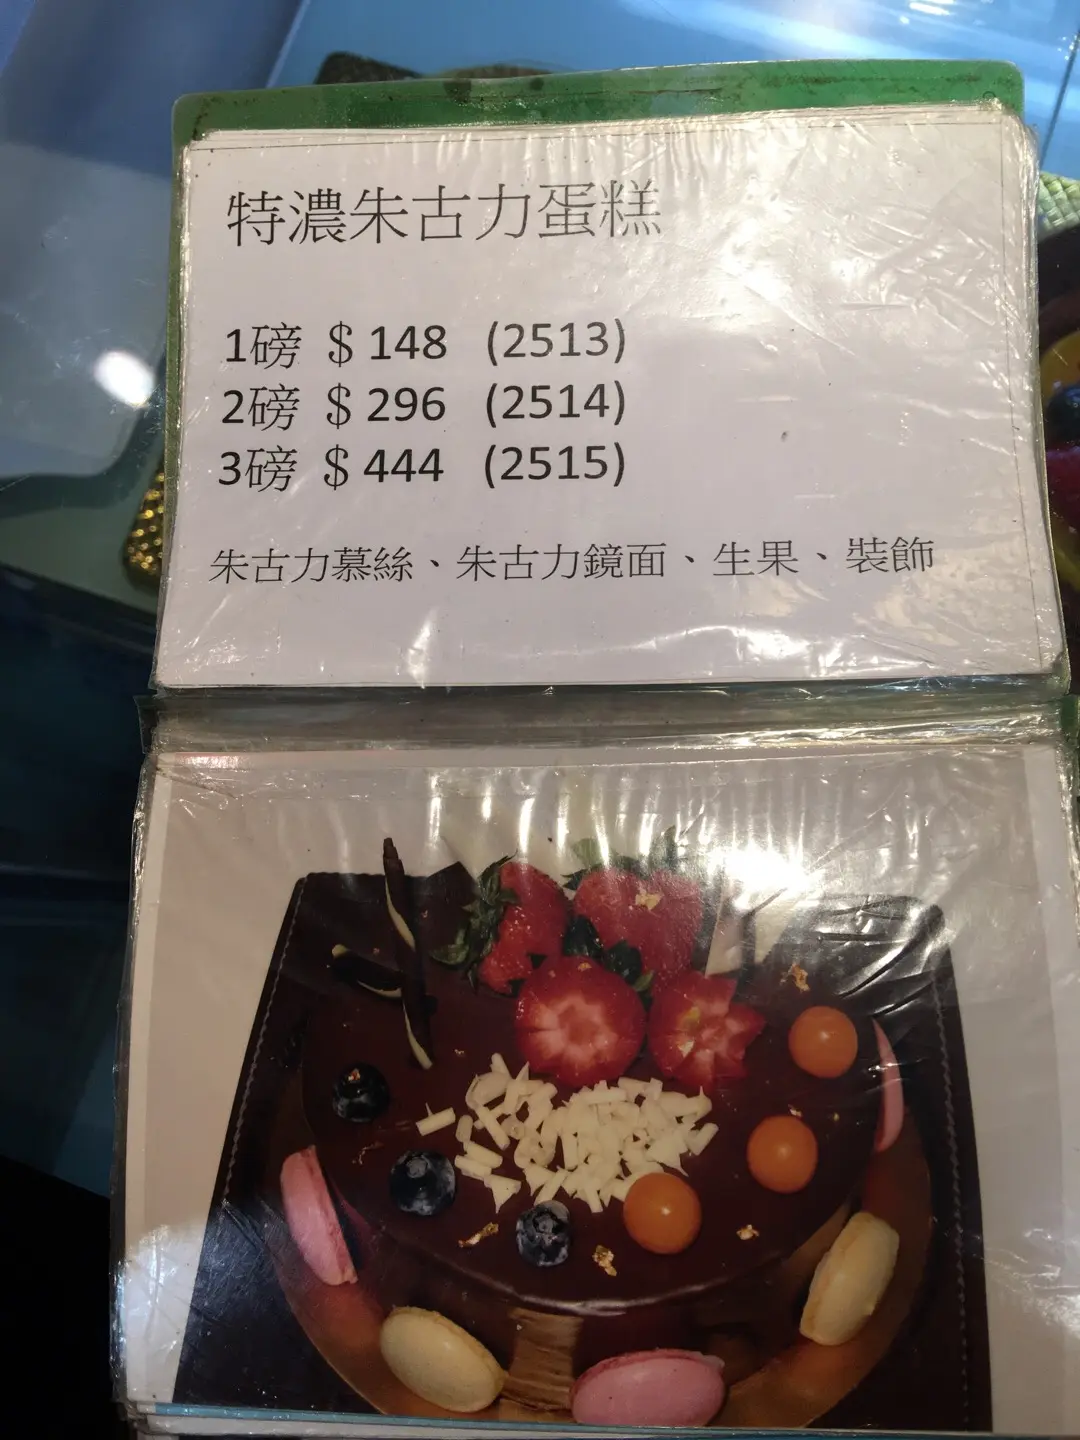 特濃朱古力蛋糕
1磅 $148 (2513)
2磅 $296 (2514)
3磅 $444 (2515)
朱古力慕絲、朱古力鏡面、生果、裝飾